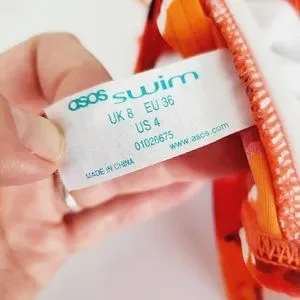 asos swim
UK 8 EU 36
US 4
01026675
MADE IN CHINA www.asos.com